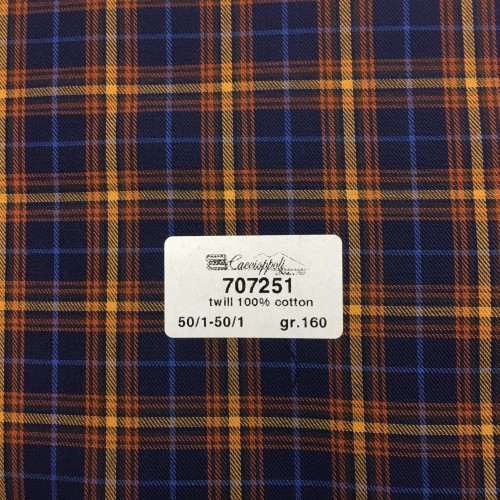 Caccioppoli
707251
twill 100% cotton
50/1-50/1 gr.160